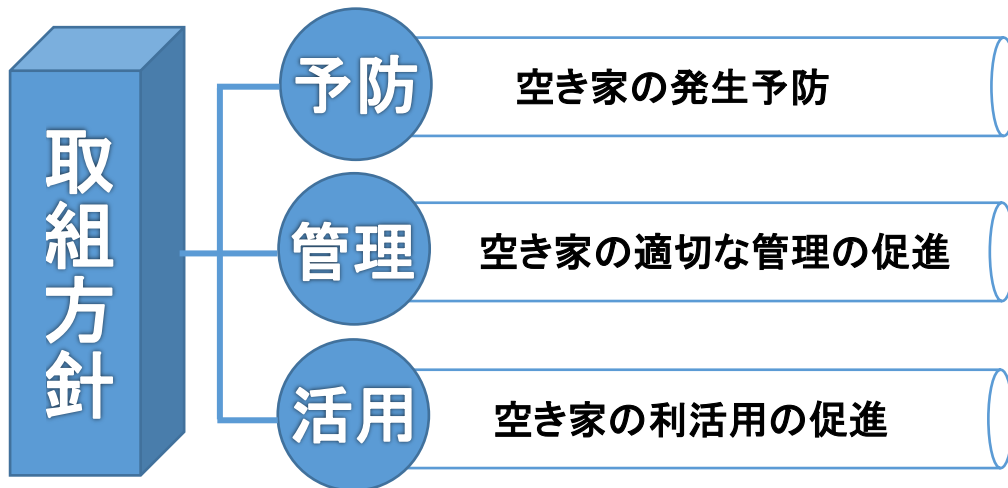 取組方針
予防
空き家の発生予防
管理
空き家の適切な管理の促進
活用
空き家の利活用の促進